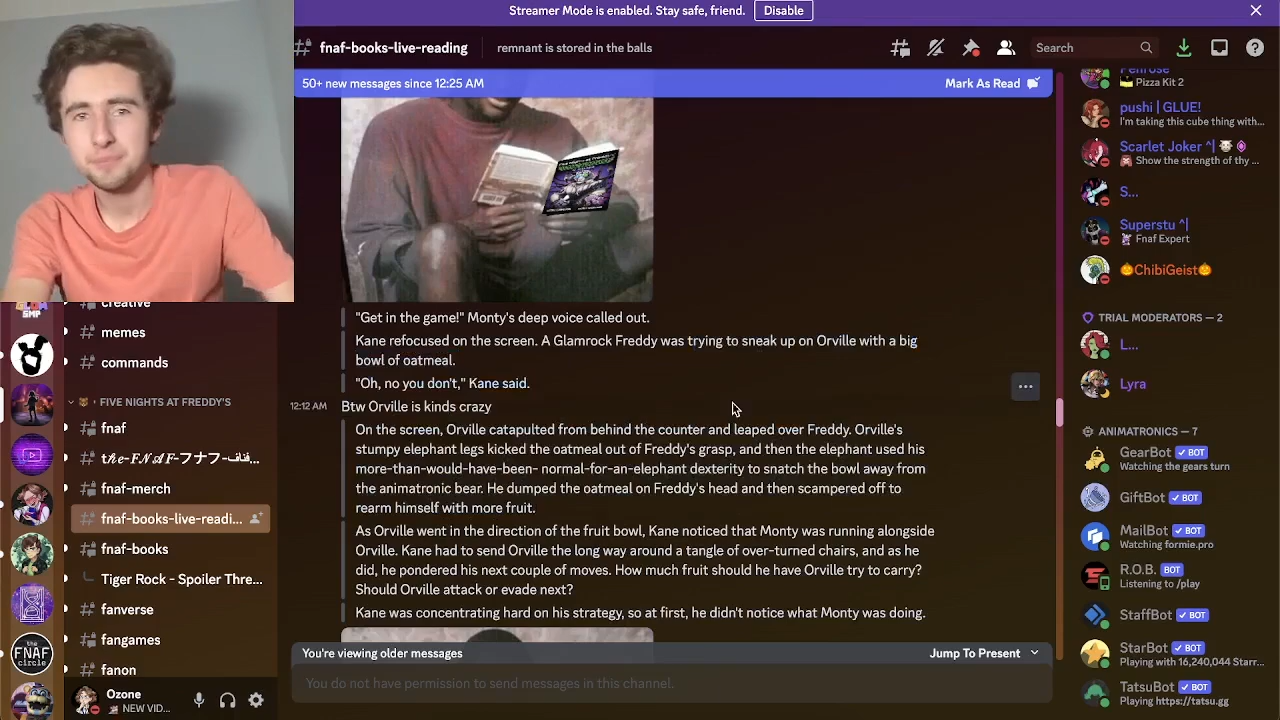 Streamer Mode is enabled. Stay safe, friend.
Disable
fnaf-books-live-reading
remnant is stored in the balls
Search
50+ new messages since 12:25 AM
Mark As Read
"Get in the game!" Monty's deep voice called out.
Kane refocused on the screen. A Glamrock Freddy was trying to sneak up on Orville with a big
bowl of oatmeal.
"Oh, no you don't," Kane said.
12:12 AM
Btw Orville is kinds crazy
On the screen, Orville catapulted from behind the counter and leaped over Freddy. Orville's
stumpy elephant legs kicked the oatmeal out of Freddy's grasp, and then the elephant used his
more-than-would-have-been- normal-for-an-elephant dexterity to snatch the bowl away from
the animatronic bear. He dumped the oatmeal on Freddy's head and then scampered off to
rearm himself with more fruit.
As Orville went in the direction of the fruit bowl, Kane noticed that Monty was running alongside
Orville. Kane had to send Orville the long way around a tangle of over-turned chairs, and as he
did, he pondered his next couple of moves. How much fruit should he have Orville try to carry?
Should Orville attack or evade next?
Kane was concentrating hard on his strategy, so at first, he didn't notice what Monty was doing.
You're viewing older messages
Jump To Present
You do not have permission to send messages in this channel.
creative
memes
commands
FIVE NIGHTS AT FREDDY'S
fnaf
fnaf-merch
fnaf-books-live-readi...
fnaf-books
Tiger Rock - Spoiler Thre...
fanverse
fangames
fanon
the
FNAF
circle
SMP
Ozone
NEW VID...
Penrose
Pizza Kit 2
pushi | GLUE!
I'm taking this cube thing with...
Scarlet Joker ^|
Show the strength of thy ...
S...
Superstu ^|
Fnaf Expert
ChibiGeist
TRIAL MODERATORS — 2
L...
Lyra
ANIMATRONICS — 7
GearBot BOT
Watching the gears turn
GiftBot BOT
MailBot BOT
Watching formie.pro
R.O.B. BOT
Listening to /play
StaffBot BOT
StarBot BOT
Playing with 16,240,044 Starr...
TatsuBot BOT
Playing https://tatsu.gg